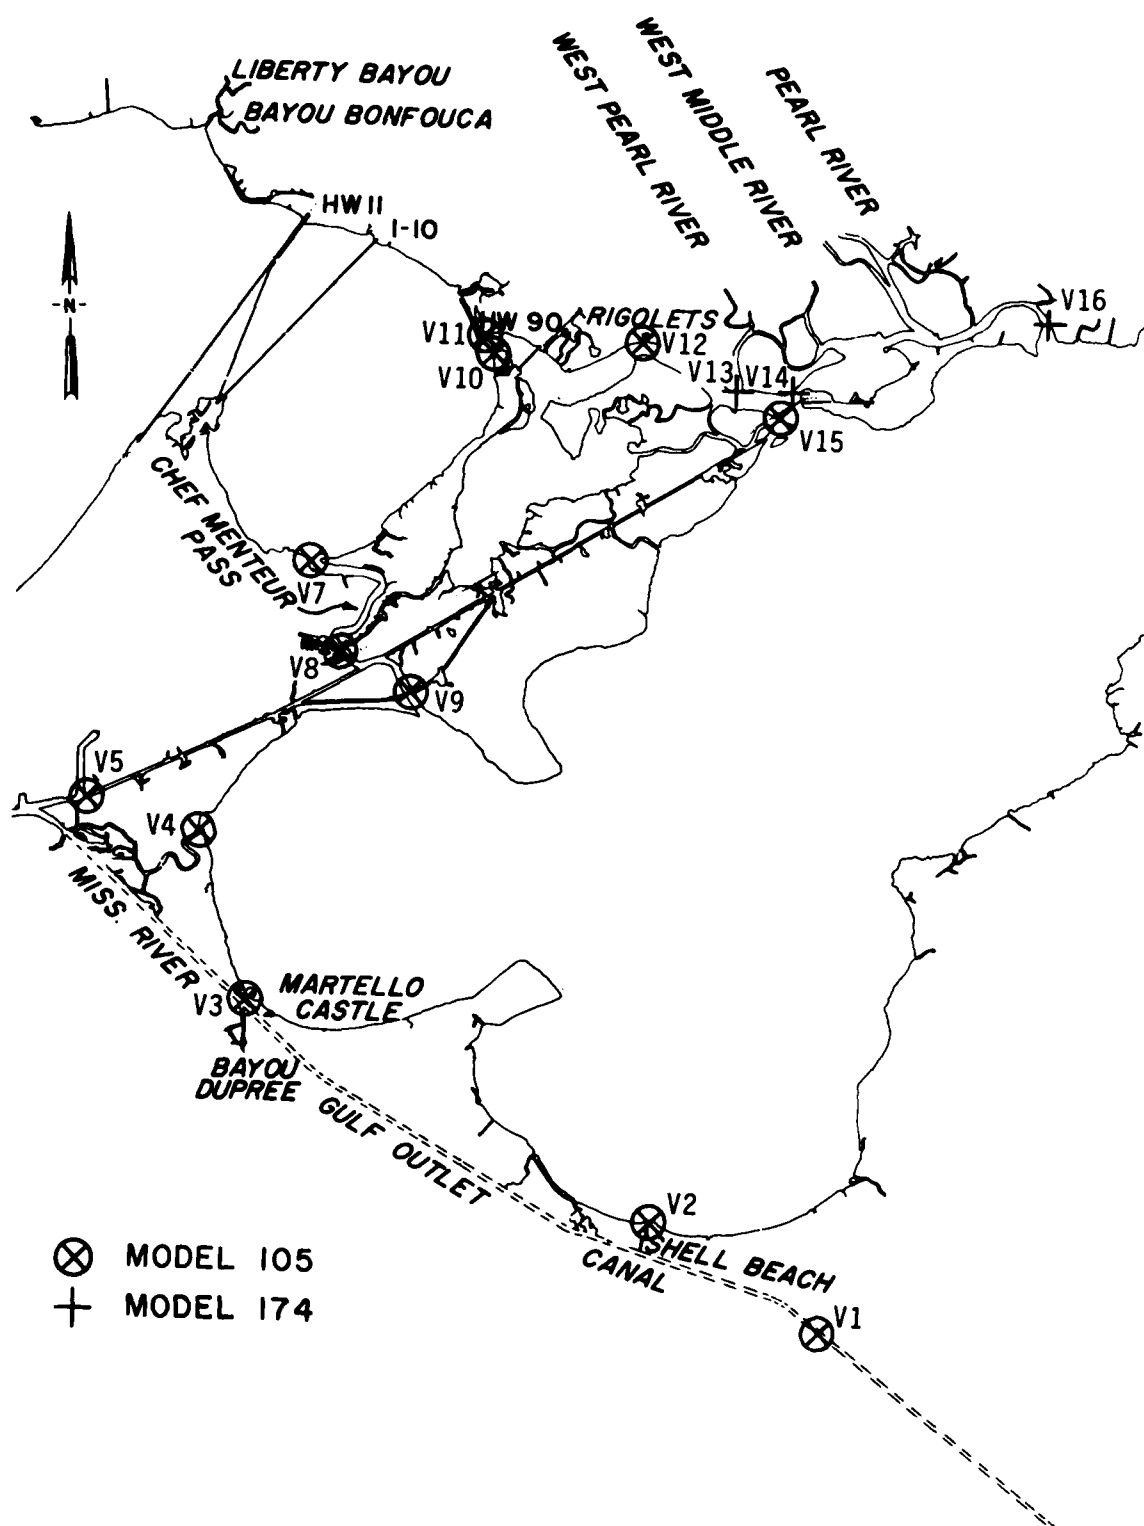 LIBERTY BAYOU
BAYOU BONFOUCA
WEST PEARL RIVER
WEST MIDDLE RIVER
PEARL RIVER
HW 11
I-10
-N-
V16
V11
HW 90
RIGOLETS
V12
V10
V13
V14
V15
CHEF MENTEUR
PASS
V7
V8
V9
V5
V4
MISS. RIVER
V3
MARTELLO
CASTLE
BAYOU
DUPREE
GULF OUTLET
CANAL
V2
SHELL BEACH
V1
MODEL 105
MODEL 174